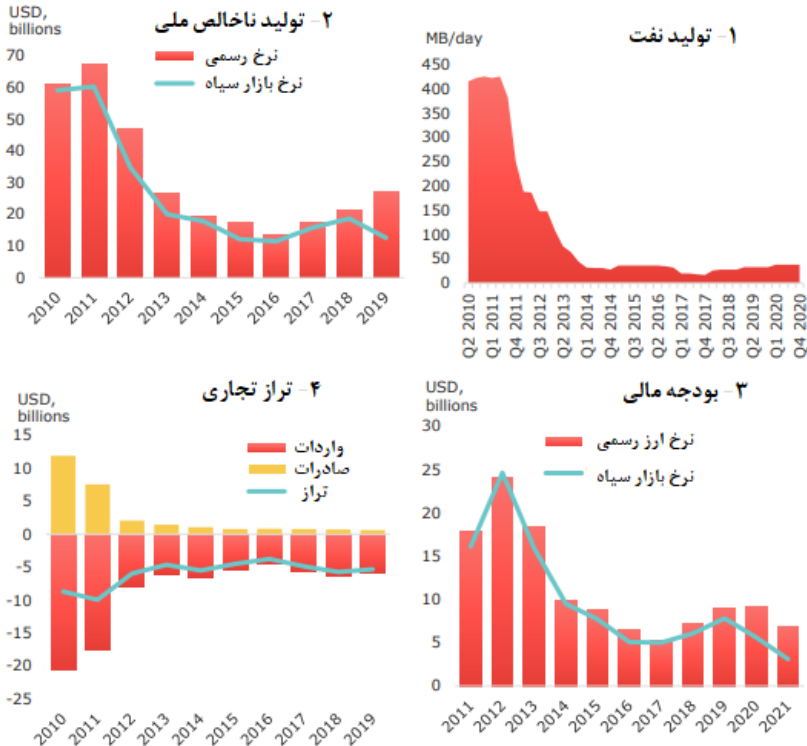 ۱- تولید نفت
MB/day
450
400
350
300
250
200
150
100
50
0
Q2 2010
Q1 2011
Q4 2011
Q3 2012
Q2 2013
Q1 2014
Q4 2014
Q3 2015
Q2 2016
Q1 2017
Q4 2017
Q3 2018
Q2 2019
Q1 2020
Q4 2020
۲- تولید ناخالص ملی
USD,
billions
نرخ رسمی
نرخ بازار سیاه
70
60
50
40
30
20
10
0
2010
2011
2012
2013
2014
2015
2016
2017
2018
2019
۳- بودجه مالی
USD,
billions
نرخ ارز رسمی
نرخ بازار سیاه
30
25
20
15
10
5
0
2011
2012
2013
2014
2015
2016
2017
2018
2019
2020
2021
۴- تراز تجاری
USD,
billions
واردات
صادرات
تراز
15
10
5
0
-5
-10
-15
-20
-25
2010
2011
2012
2013
2014
2015
2016
2017
2018
2019